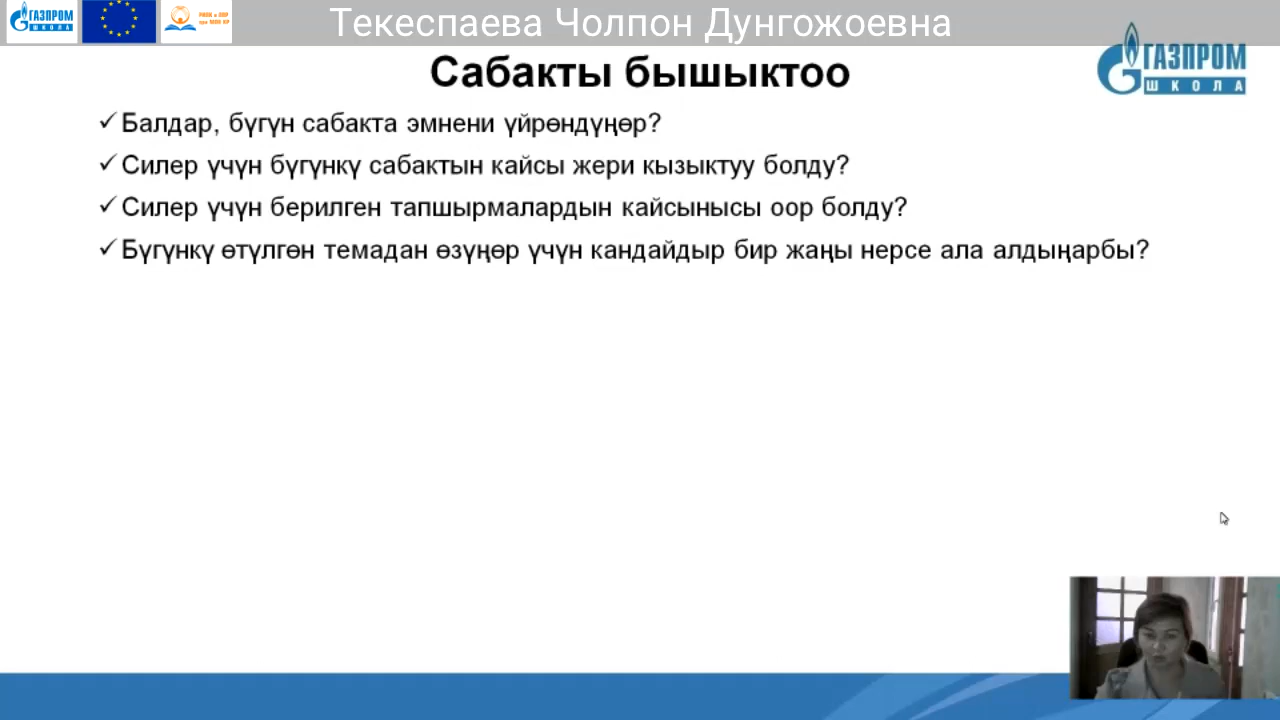 ГАЗПРОМ
ШКОЛА
Текеспаева Чолпон Дунгожоевна
ГАЗПРОМ
ШКОЛА
Сабакты бышыктоо
Балдар, бүгүн сабакта эмнени үйрөндүңөр?
Силер үчүн бүгүнкү сабактын кайсы жери кызыктуу болду?
Силер үчүн берилген тапшырмалардын кайсынысы оор болду?
Бүгүнкү өтүлгөн темадан өзүңөр үчүн кандайдыр бир жаңы нерсе ала алдыңарбы?